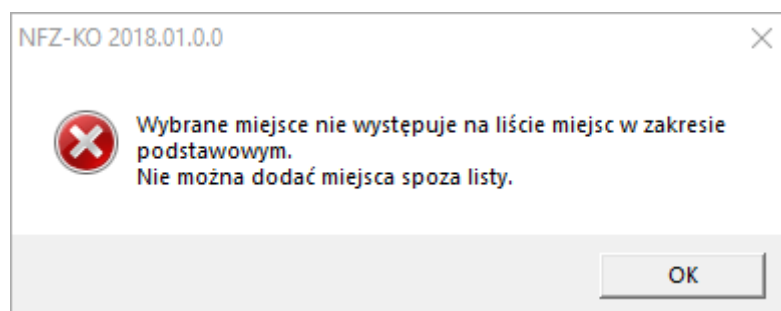 NFZ-KO 2018.01.0.0
Wybrane miejsce nie występuje na liście miejsc w zakresie
podstawowym.
Nie można dodać miejsca spoza listy.
OK